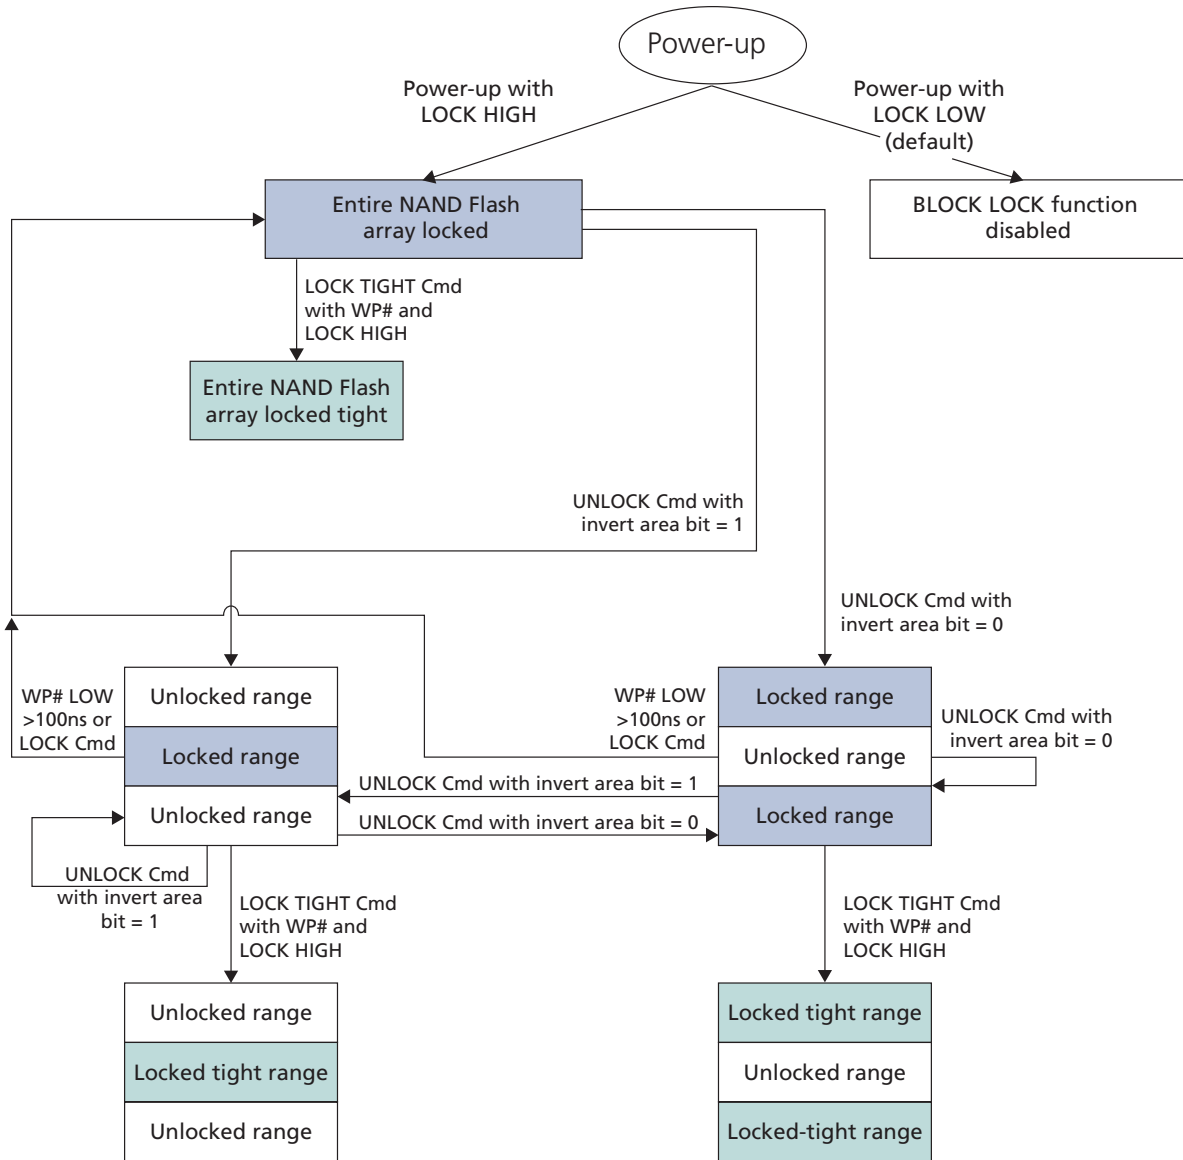 Power-up
Power-up with
LOCK HIGH
Power-up with
LOCK LOW
(default)
Entire NAND Flash
array locked
BLOCK LOCK function
disabled
LOCK TIGHT Cmd
with WP# and
LOCK HIGH
Entire NAND Flash
array locked tight
UNLOCK Cmd with
invert area bit = 1
UNLOCK Cmd with
invert area bit = 0
WP# LOW
>100ns or
LOCK Cmd
Unlocked range
Locked range
Unlocked range
WP# LOW
>100ns or
LOCK Cmd
Locked range
Unlocked range
Locked range
UNLOCK Cmd with
invert area bit = 0
UNLOCK Cmd with invert area bit = 1
UNLOCK Cmd with invert area bit = 0
UNLOCK Cmd
with invert area
bit = 1
LOCK TIGHT Cmd
with WP# and
LOCK HIGH
LOCK TIGHT Cmd
with WP# and
LOCK HIGH
Unlocked range
Locked tight range
Unlocked range
Locked tight range
Unlocked range
Locked-tight range